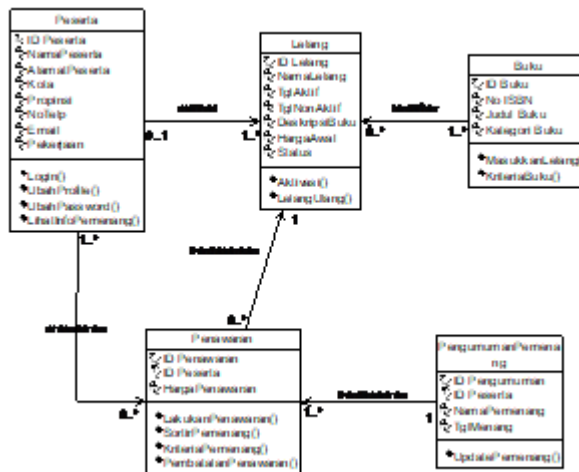 Peserta
ID Peserta
NamaPeserta
AlamatPeserta
Kota
Propinsi
NoTelp
Email
Pekerjaan
Login()
UbahProfile()
UbahPassword()
LihatInfoPemenang()
Lelang
ID Lelang
NamaLelang
TglAktif
TglNonAktif
DeskripsiBuku
HargaAwal
Status
Aktivasi()
LelangUlang()
Buku
ID Buku
No ISBN
Judul Buku
Kategori Buku
MasukkanLelang()
KriteriaBuku()
0..1
1..*
0..*
1..*
1..*
1
0..*
0..*
Penawaran
ID Penawaran
ID Peserta
HargaPenawaran
LakukanPenawaran()
SortirPemenang()
KriteriaPemenang()
PembatalanPenawaran()
1..*
1
PengumumanPemena
ng
ID Pengumuman
ID Peserta
NamaPemenang
TglMenang
UpdatePemenang()